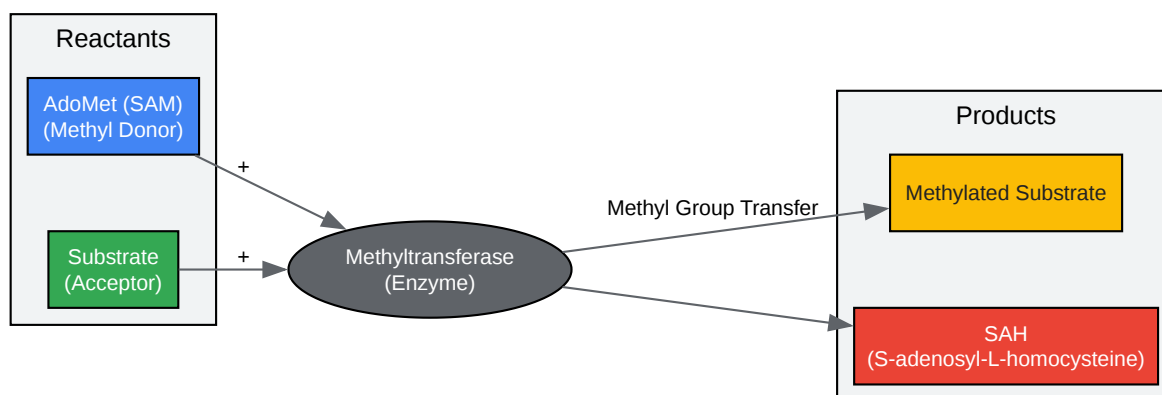 Reactants
AdoMet (SAM)
(Methyl Donor)
+
Substrate
(Acceptor)
+
Methyltransferase
(Enzyme)
Methyl Group Transfer
Products
Methylated Substrate
SAH
(S-adenosyl-L-homocysteine)